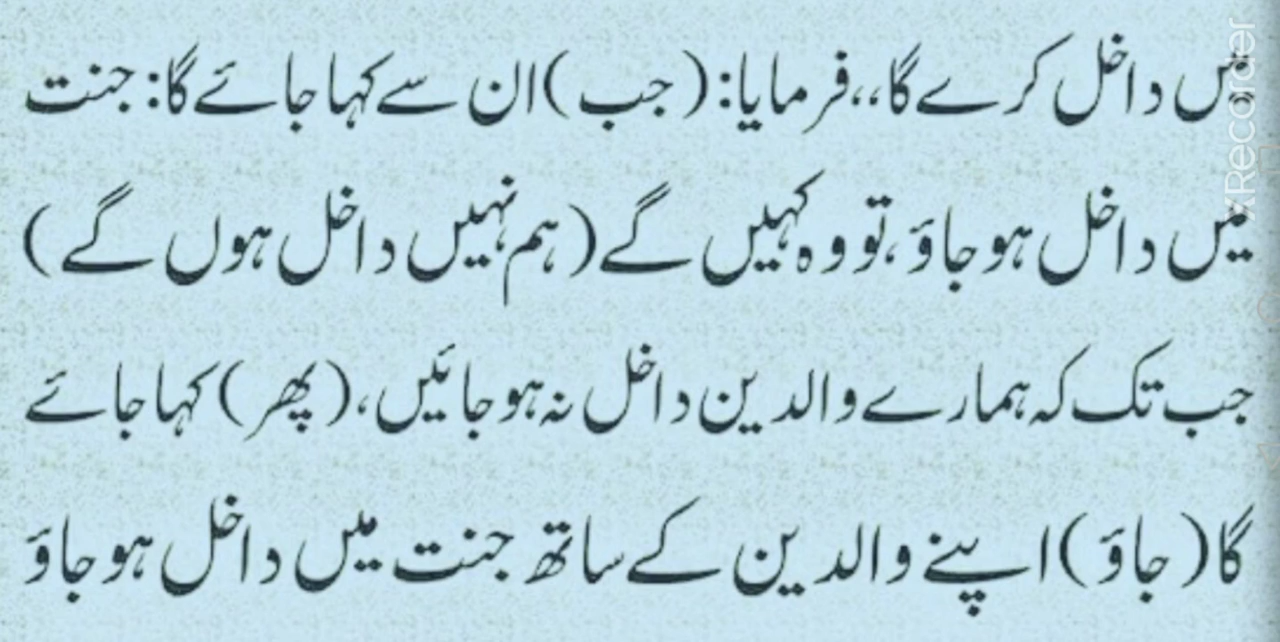 میں داخل کرے گا،،فرمایا: (جب) ان سے کہا جائے گا: جنت
میں داخل ہو جاؤ، تو وہ کہیں گے (ہم نہیں داخل ہوں گے)
جب تک کہ ہمارے والدین داخل نہ ہو جائیں، (پھر) کہا جائے
گا (جاؤ) اپنے والدین کے ساتھ جنت میں داخل ہو جاؤ
xRecorder